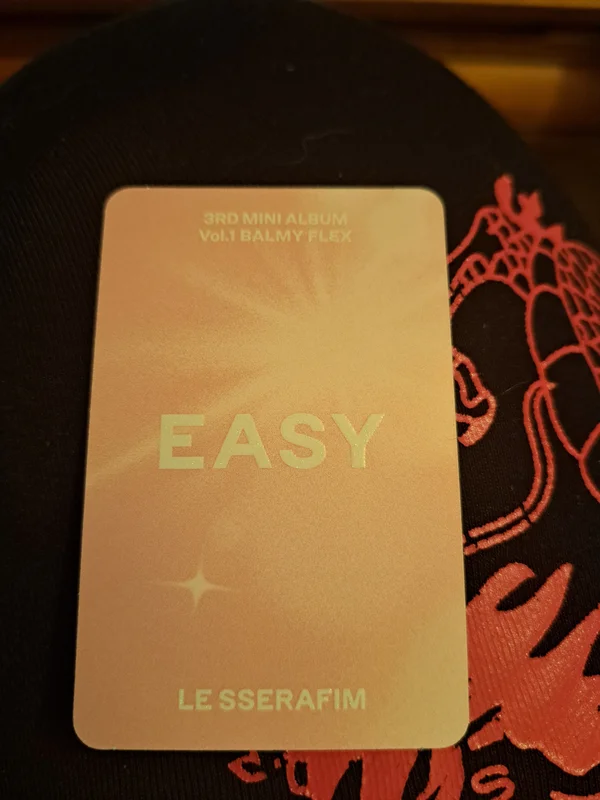 3RD MINI ALBUM
Vol.1 BALMY FLEX
EASY
LE SSERAFIM